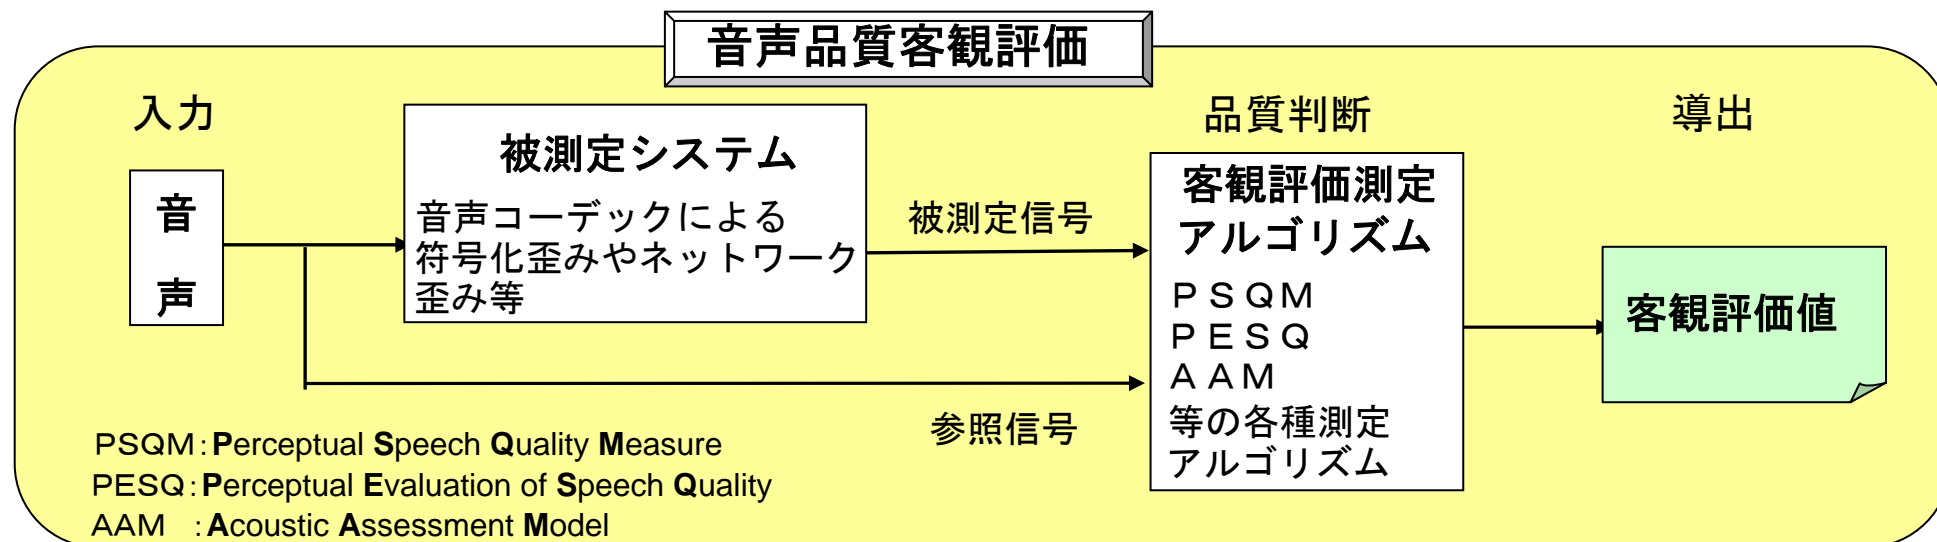 音声品質客観評価
入力
品質判断
導出
音
声
被測定システム
音声コーデックによる
符号化歪みやネットワーク
歪み等
被測定信号
参照信号
客観評価測定
アルゴリズム
ＰＳＱＭ
ＰＥＳＱ
ＡＡＭ
等の各種測定
アルゴリズム
客観評価値
PSQM：Perceptual Speech Quality Measure
PESQ：Perceptual Evaluation of Speech Quality
AAM ：Acoustic Assessment Model